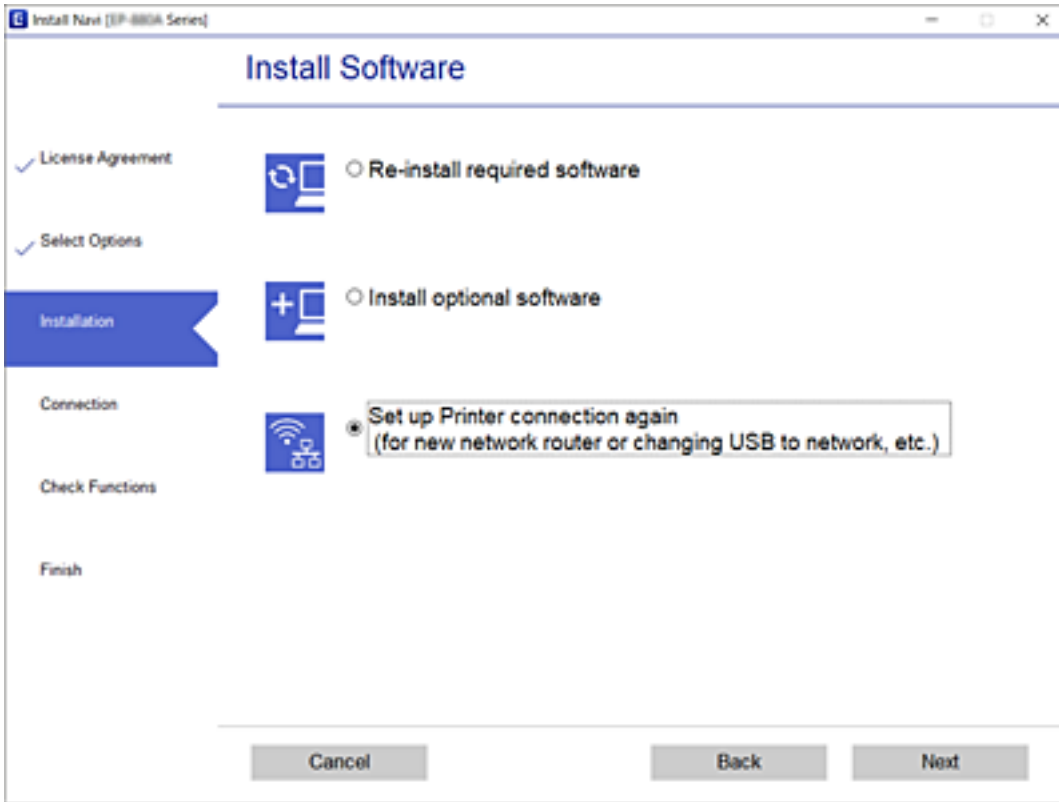 Install Navi [EP-880A Series]
Install Software
License Agreement
Select Options
Installation
Connection
Check Functions
Finish
Re-install required software
Install optional software
Set up Printer connection again
(for new network router or changing USB to network, etc.)
Cancel
Back
Next